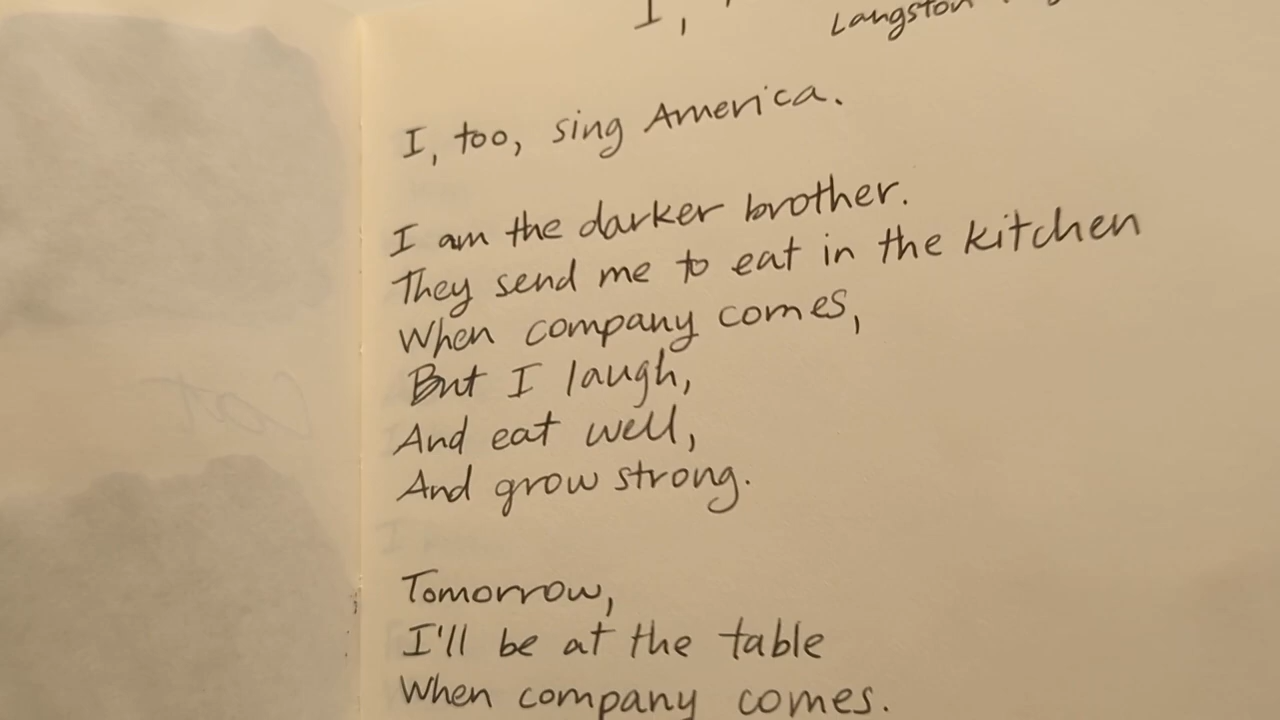 I,
Langston
I, too, sing America.
I am the darker brother.
They send me to eat in the kitchen
When company comes,
But I laugh,
And eat well,
And grow strong.
Tomorrow,
I'll be at the table
When company comes.